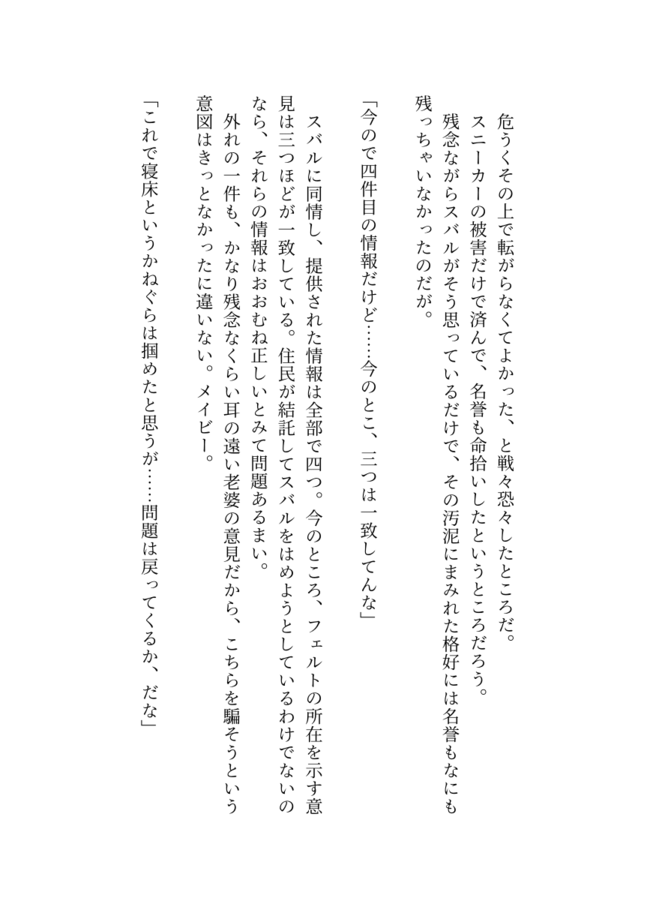 危うくその上で転がらなくてよかった、と戦々恐々したところだ。
スニーカーの被害だけで済んで、名誉も命拾いしたというところだろう。
残念ながらスバルがそう思っているだけで、その汚泥にまみれた格好には名誉もなにも
残っちゃいなかったのだが。
「今ので四件目の情報だけど……今のとこ、三つは一致してんな」
スバルに同情し、提供された情報は全部で四つ。今のところ、フェルトの所在を示す意
見は三つほどが一致している。住民が結託してスバルをはめようとしているわけでないの
なら、それらの情報はおおむね正しいとみて問題あるまい。
外れの一件も、かなり残念なくらい耳の遠い老婆の意見だから、こちらを騙そうという
意図はきっとなかったに違いない。メイビー。
「これで寝床というかねぐらは掴めたと思うが……問題は戻ってくるか、だな」